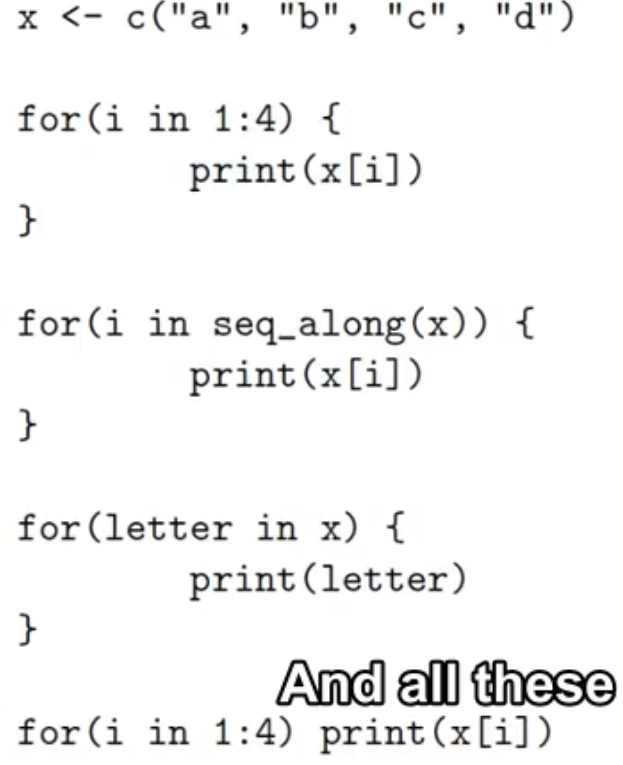 x <- c("a", "b", "c", "d")
for(i in 1:4) {
        print(x[i])
}
for(i in seq_along(x)) {
        print(x[i])
}
for(letter in x) {
        print(letter)
}
And all these
for(i in 1:4) print(x[i])